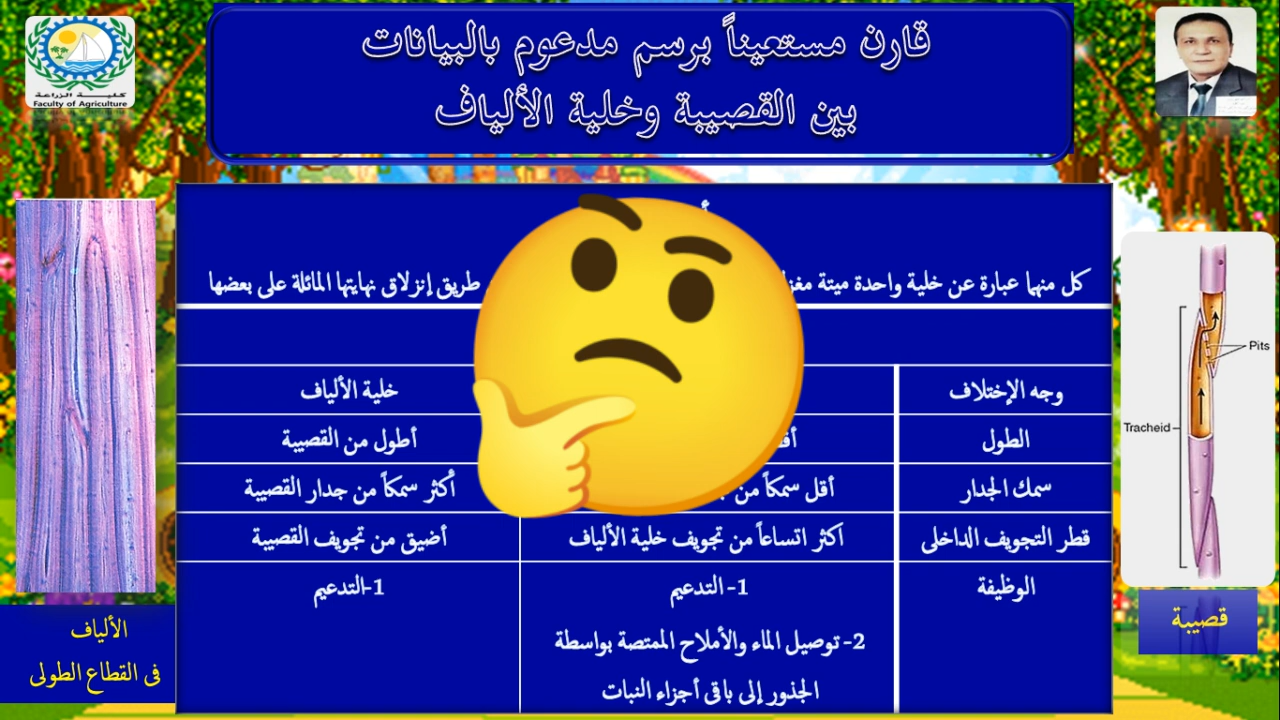 كليـــة الزراعة
Faculty of Agriculture
قارن مستعيناً برسم مدعوم بالبيانات
بين القصيبة وخلية الألياف
كل منهما عبارة عن خلية واحدة ميتة
طريق إنزلاق نهايتها المائلة على بعضها
وجه الإختلاف
خلية الألياف
الطول
أطول من القصيبة
سمك الجدار
أقل سمكاً من
أكثر سمكاً من جدار القصيبة
قطر التجويف الداخلى
اكثر اتساعاً من تجويف خلية الألياف
أضيق من تجويف القصيبة
الوظيفة
1- التدعيم
1-التدعيم
2- توصيل الماء والأملاح الممتصة بواسطة
الجذور إلى باقى أجزاء النبات
Pits
Tracheid
قصيبة
الألياف
فى القطاع الطولى